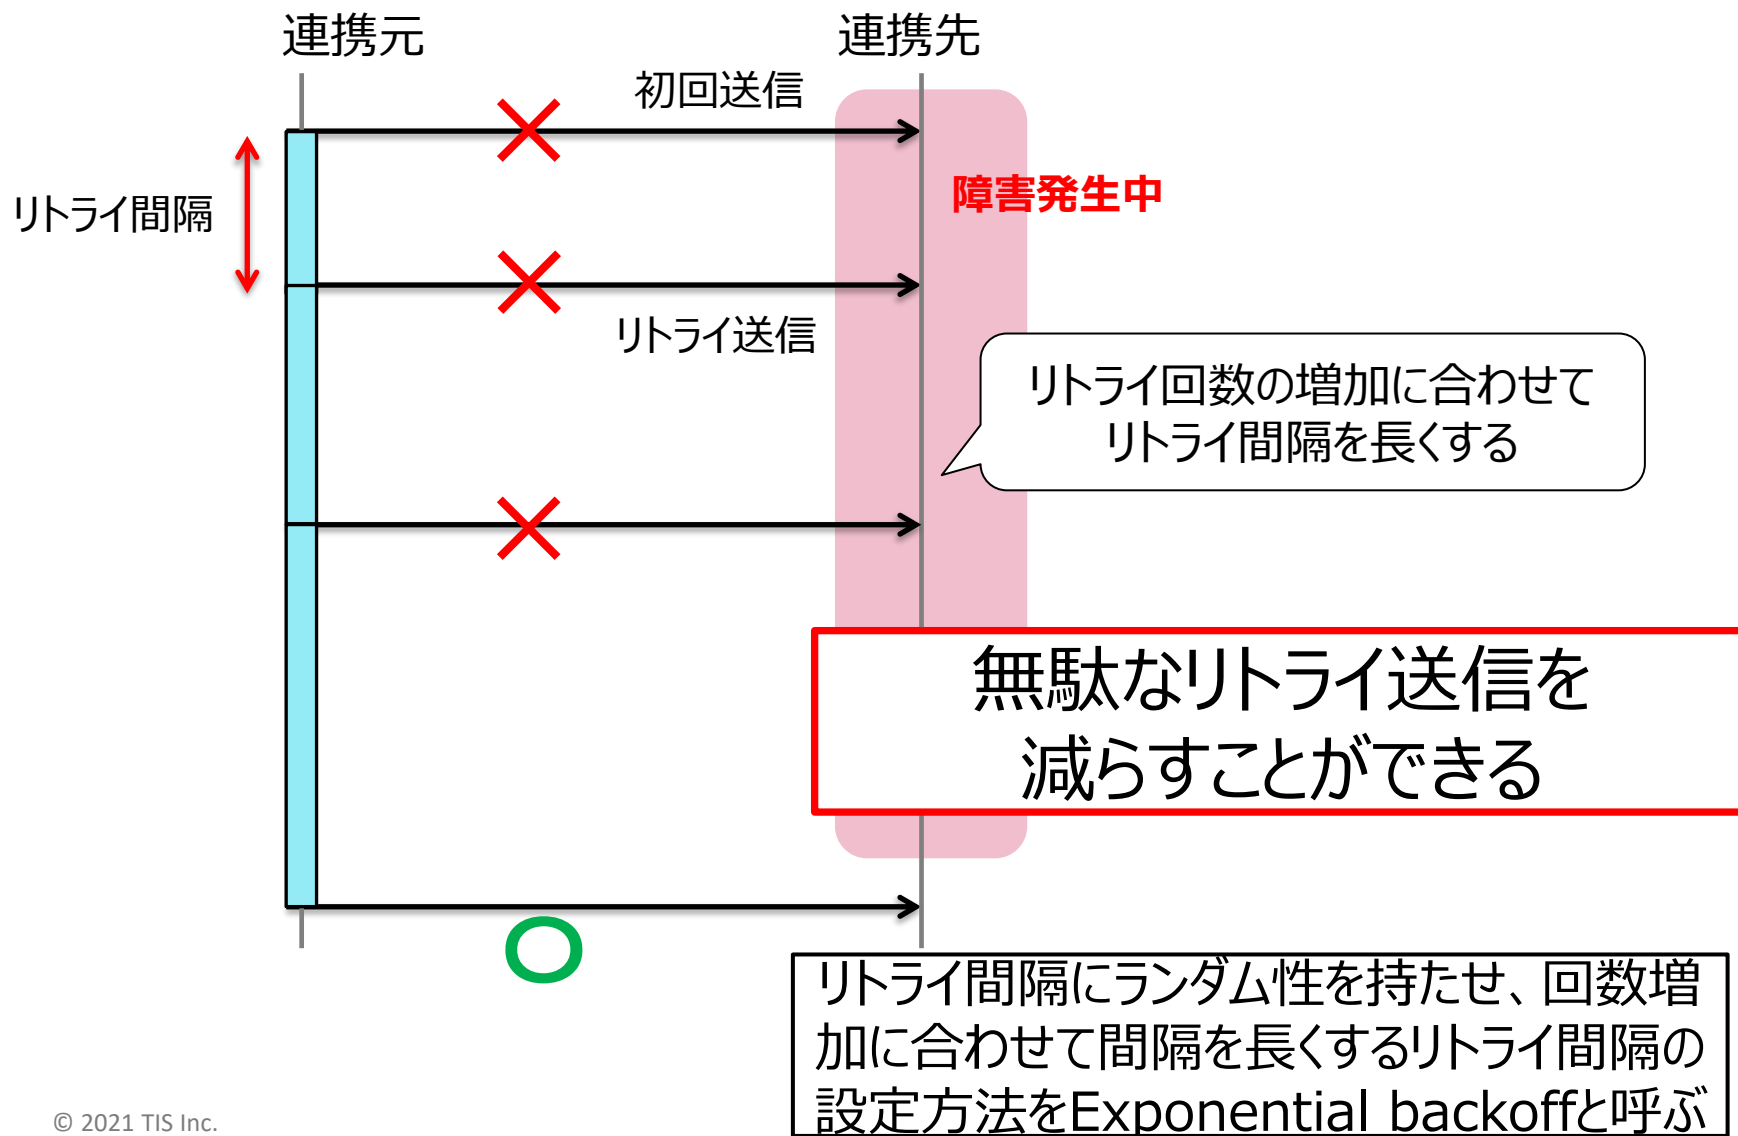 連携元
連携先
初回送信
障害発生中
リトライ間隔
リトライ送信
リトライ回数の増加に合わせて
リトライ間隔を長くする
無駄なリトライ送信を
減らすことができる
リトライ間隔にランダム性を持たせ、回数増
加に合わせて間隔を長くするリトライ間隔の
設定方法をExponential backoffと呼ぶ
© 2021 TIS Inc.